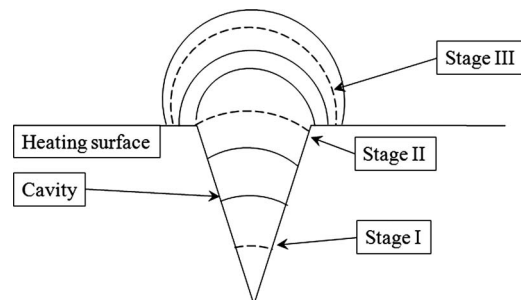 Stage III
Heating surface
Stage II
Cavity
Stage I